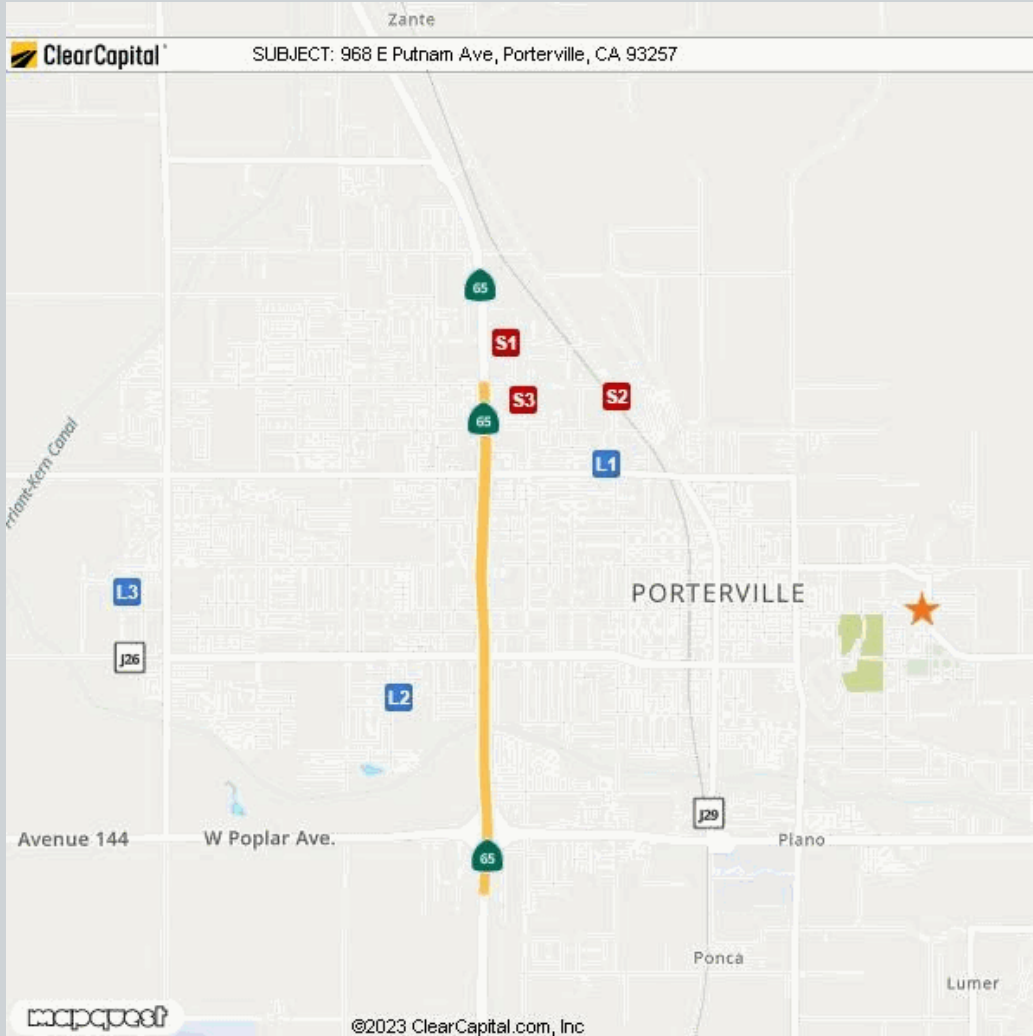 Zante
ClearCapital
SUBJECT: 968 E Putnam Ave, Porterville, CA 93257
65
S1
S3
S2
65
L1
Friant-Kern Canal
L3
PORTERVILLE
J26
L2
J29
Avenue 144
W Poplar Ave.
Plano
65
Ponca
Lumer
mapquest
©2023 ClearCapital.com, Inc